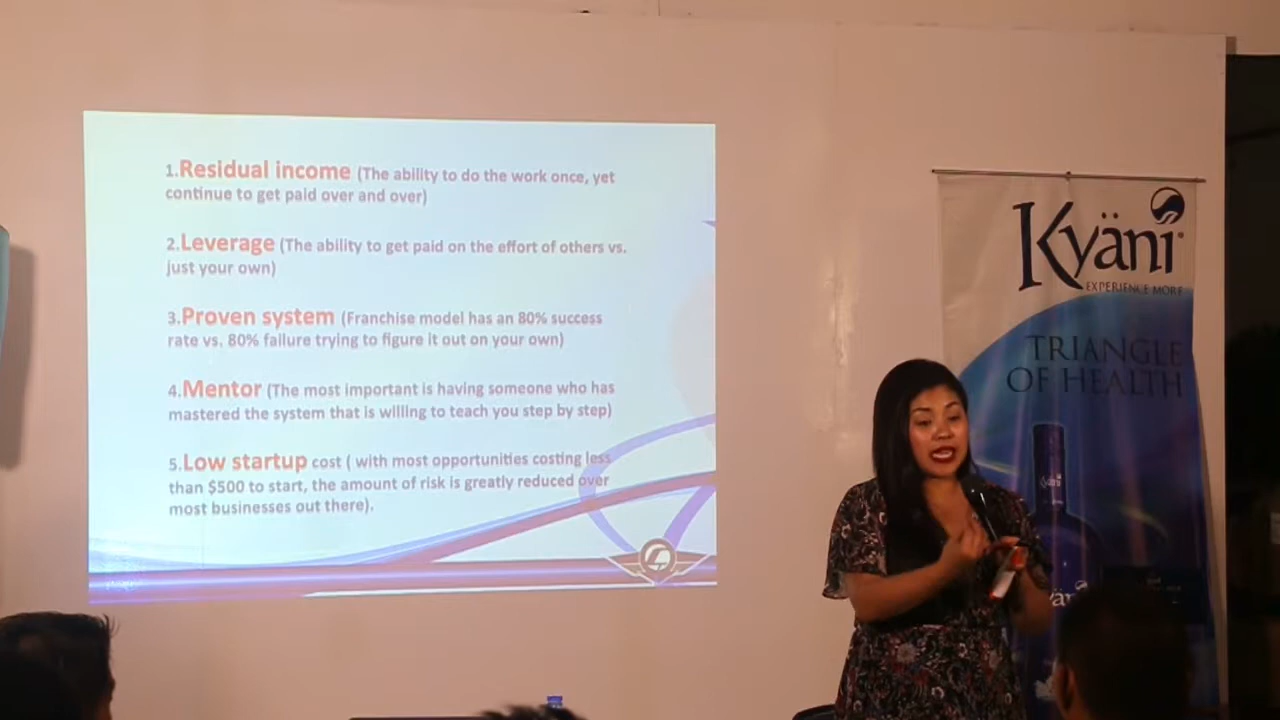 1.Residual income (The ability to do the work once, yet
continue to get paid over and over)
2.Leverage (The ability to get paid on the effort of others vs.
just your own)
3.Proven system (Franchise model has an 80% success
rate vs. 80% failure trying to figure it out on your own)
4.Mentor (The most important is having someone who has
mastered the system that is willing to teach you step by step)
5.Low startup cost ( with most opportunities costing less
than $500 to start, the amount of risk is greatly reduced over
most businesses out there).
Kyäni®
EXPERIENCE MORE
TRIANGLE
OF HEALTH
Kyäni